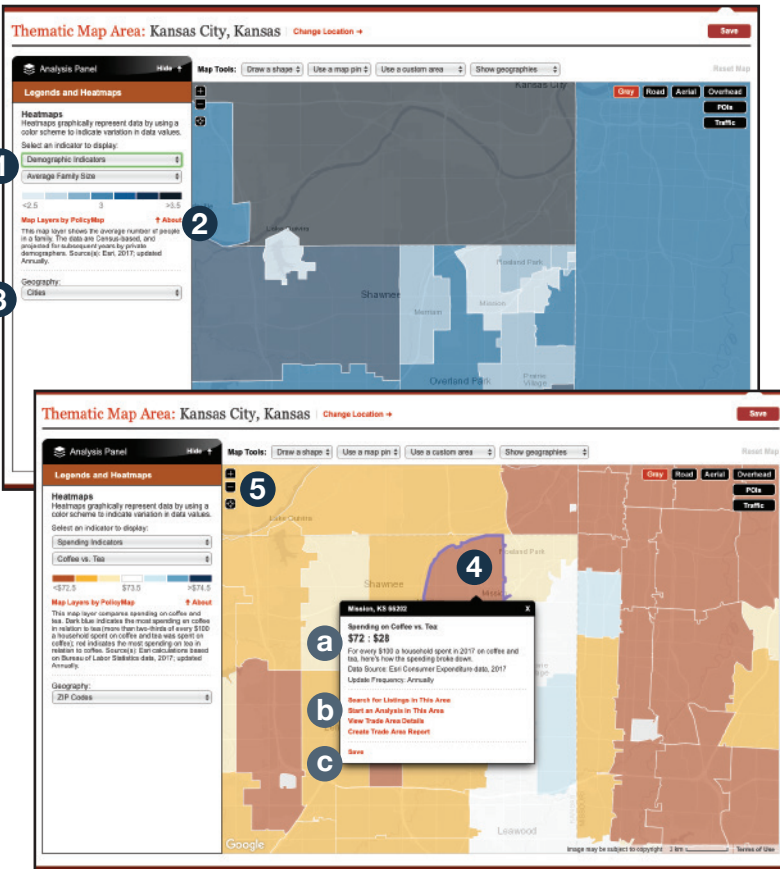 Thematic Map Area: Kansas City, Kansas Change Location →
Save
Analysis Panel Hide ↑
Map Tools: Draw a shape Use a map pin Use a custom area Show geographies Reset Map
Legends and Heatmaps
Kansas City
Grey Road Aerial Overhead
POIs
Traffic
Heatmaps
Heatmaps graphically represent data by using a
color scheme to indicate variation in data values.
Select an indicator to display:
1
Demographic Indicators
Average Family Size
<2.5 3 >3.5
Map Layers by PolicyMap ↑ About
2
This map layer shows the average number of people
in a family. The data are Census-based, and
projected for subsequent years by private
demographers. Source(s): Esri, 2017; updated
Annually.
3
Geography:
Cities
Roeland Park
Shawnee
Merriam
Mission
Overland Park
Prairie
Village
Thematic Map Area: Kansas City, Kansas Change Location →
Save
Analysis Panel Hide ↑
Map Tools: Draw a shape Use a map pin Use a custom area Show geographies Reset Map
Legends and Heatmaps
5
Grey Road Aerial Overhead
POIs
Traffic
Heatmaps
Heatmaps graphically represent data by using a
color scheme to indicate variation in data values.
Select an indicator to display:
Spending Indicators
Coffee vs. Tea
<$72.5 $73.5 >$74.5
Map Layers by PolicyMap ↑ About
This map layer compares spending on coffee and
tea. Dark blue indicates the most spending on coffee
in relation to tea (more than two-thirds of every $100
a household spent on coffee and tea was spent on
coffee); red indicates the most spending on tea in
relation to coffee. Source(s): Esri calculations based
on Bureau of Labor Statistics data, 2017; updated
Annually.
Geography:
ZIP Codes
Roeland Park
4
Shawnee
Mission, KS 66202 X
Spending on Coffee vs. Tea
a
$72 : $28
For every $100 a household spent in 2017 on coffee and
tea, here's how the spending broke down.
Data Source: Esri Consumer Expenditure data, 2017
Update Frequency: Annually
b
Search for Listings in This Area
Start an Analysis in This Area
View Trade Area Details
Create Trade Area Report
c
Save
Leawood
Google
Image may be subject to copyright 2 km Terms of Use